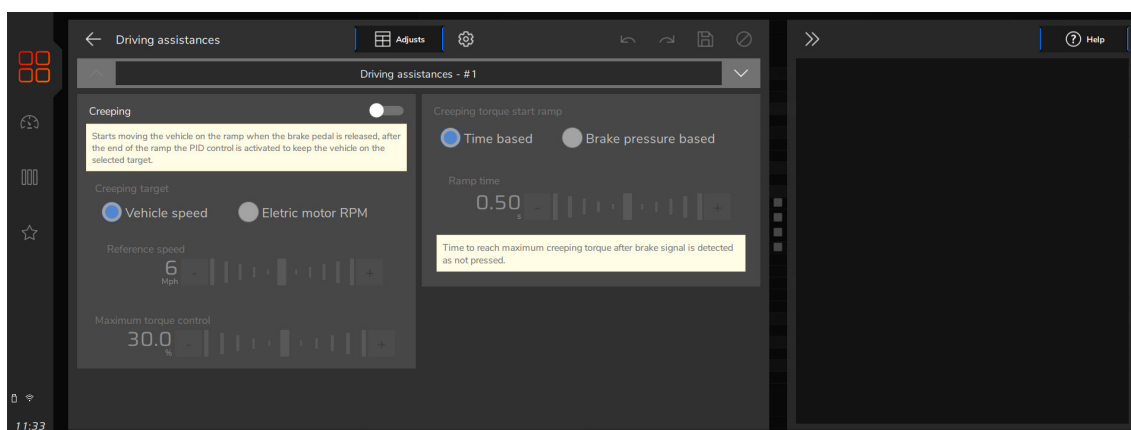 Driving assistances
Adjusts
Help
Driving assistances - #1
Creeping
Starts moving the vehicle on the ramp when the brake pedal is released, after
the end of the ramp the PID control is activated to keep the vehicle on the
selected target.
Creeping target
Vehicle speed
Eletric motor RPM
Reference speed
6
Mph
-
+
Maximum torque control
30.0
%
-
+
Creeping torque start ramp
Time based
Brake pressure based
Ramp time
0.50
s
-
+
Time to reach maximum creeping torque after brake signal is detected
as not pressed.
11:33